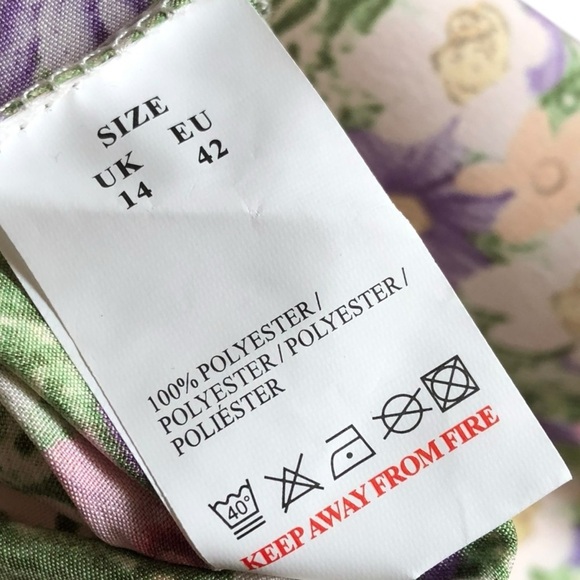 SIZE
UK EU
14 42
100% POLYESTER /
POLYESTER / POLYESTER /
POLIÉSTER
40°
KEEP AWAY FROM FIRE